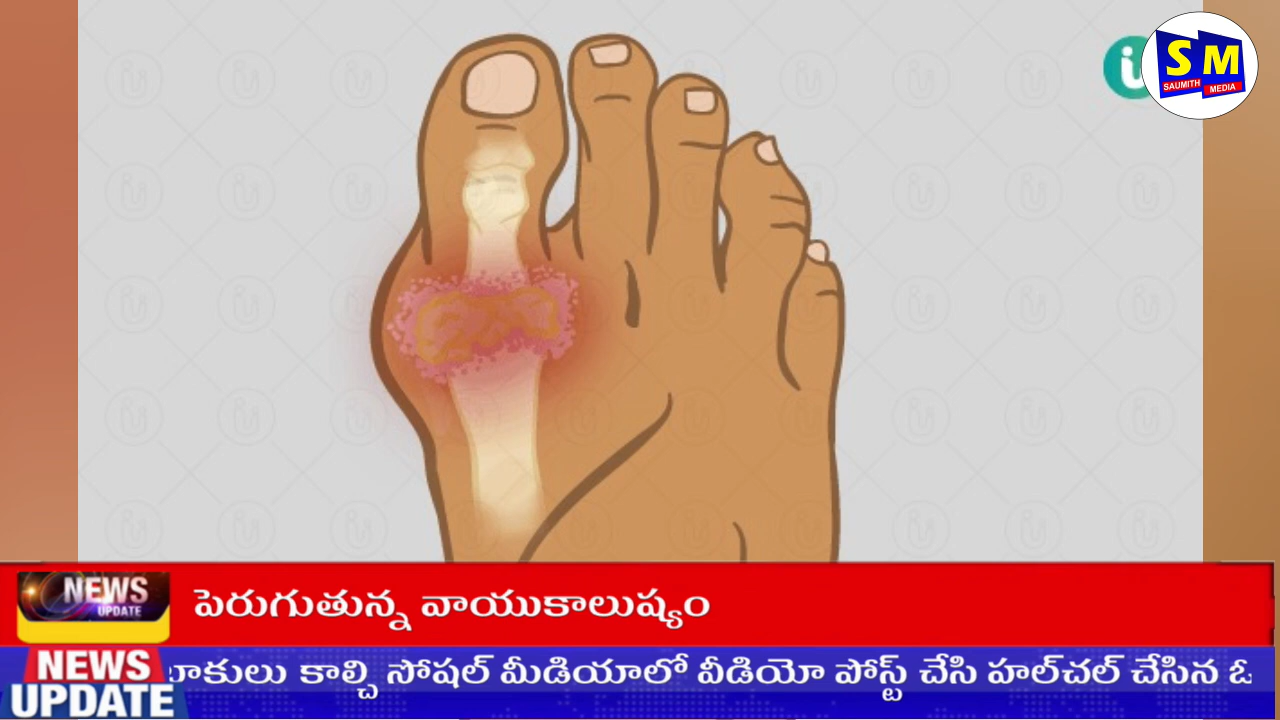 S M
SAUMITH MEDIA
NEWS
UPDATE
పెరుగుతున్న వాయుకాలుష్యం
NEWS
UPDATE
కాల్చి సోషల్ మీడియాలో వీడియో పోస్ట్ చేసి హల్‌చల్ చేసిన ఓ